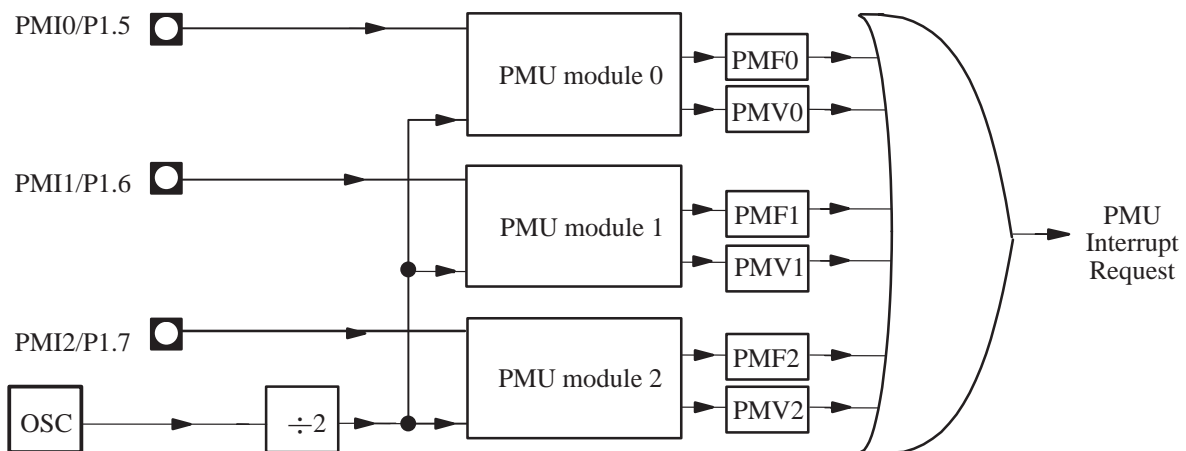 PMI0/P1.5
PMU module 0
PMF0
PMV0
PMI1/P1.6
PMU module 1
PMF1
PMV1
PMU
Interrupt
Request
PMI2/P1.7
PMU module 2
PMF2
PMV2
OSC
÷2